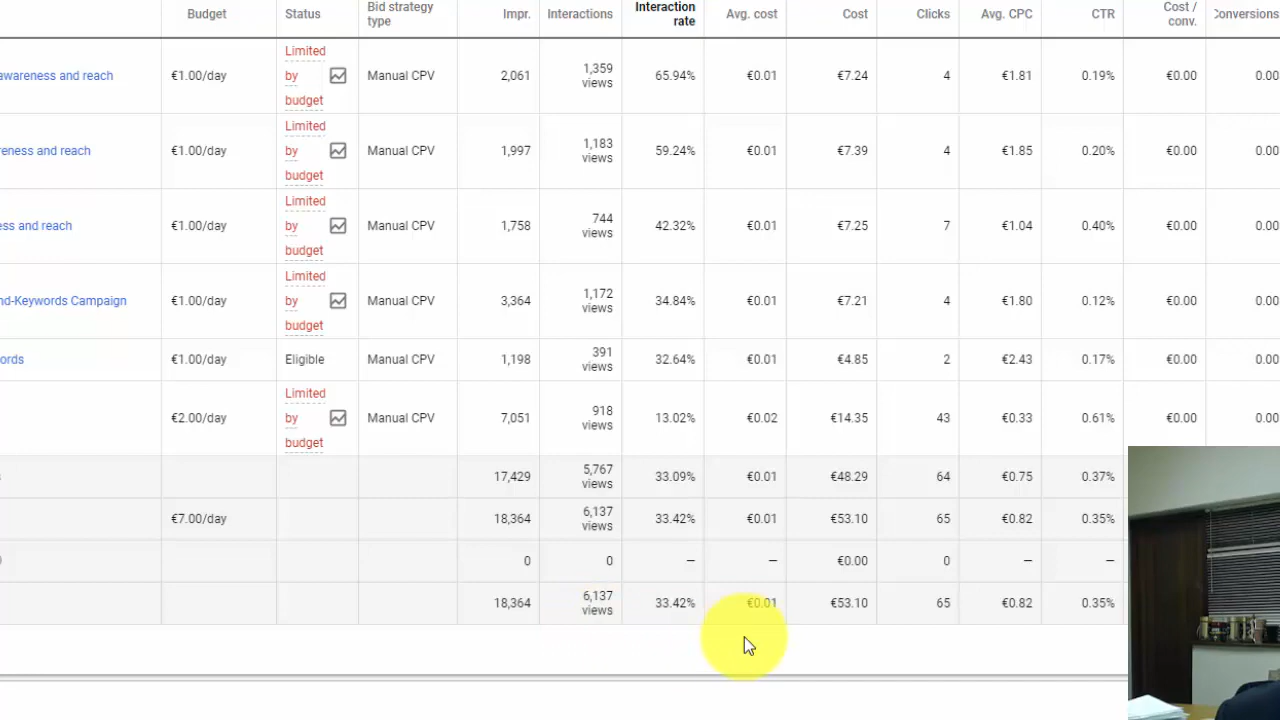 Budget Status Bid strategy type Impr. Interactions Interaction rate Avg. cost Cost Clicks Avg. CPC CTR Cost / conv. Conversions
awareness and reach €1.00/day Limited by budget Manual CPV 2,061 1,359 views 65.94% €0.01 €7.24 4 €1.81 0.19% €0.00 0.00
reness and reach €1.00/day Limited by budget Manual CPV 1,997 1,183 views 59.24% €0.01 €7.39 4 €1.85 0.20% €0.00 0.00
ss and reach €1.00/day Limited by budget Manual CPV 1,758 744 views 42.32% €0.01 €7.25 7 €1.04 0.40% €0.00 0.00
nd-Keywords Campaign €1.00/day Limited by budget Manual CPV 3,364 1,172 views 34.84% €0.01 €7.21 4 €1.80 0.12% €0.00 0.00
ords €1.00/day Eligible Manual CPV 1,198 391 views 32.64% €0.01 €4.85 2 €2.43 0.17% €0.00 0.00
€2.00/day Limited by budget Manual CPV 7,051 918 views 13.02% €0.02 €14.35 43 €0.33 0.61% €0.00 0.00
17,429 5,767 views 33.09% €0.01 €48.29 64 €0.75 0.37%
€7.00/day 18,364 6,137 views 33.42% €0.01 €53.10 65 €0.82 0.35%
0 0 – – €0.00 0 – –
18,364 6,137 views 33.42% €0.01 €53.10 65 €0.82 0.35%